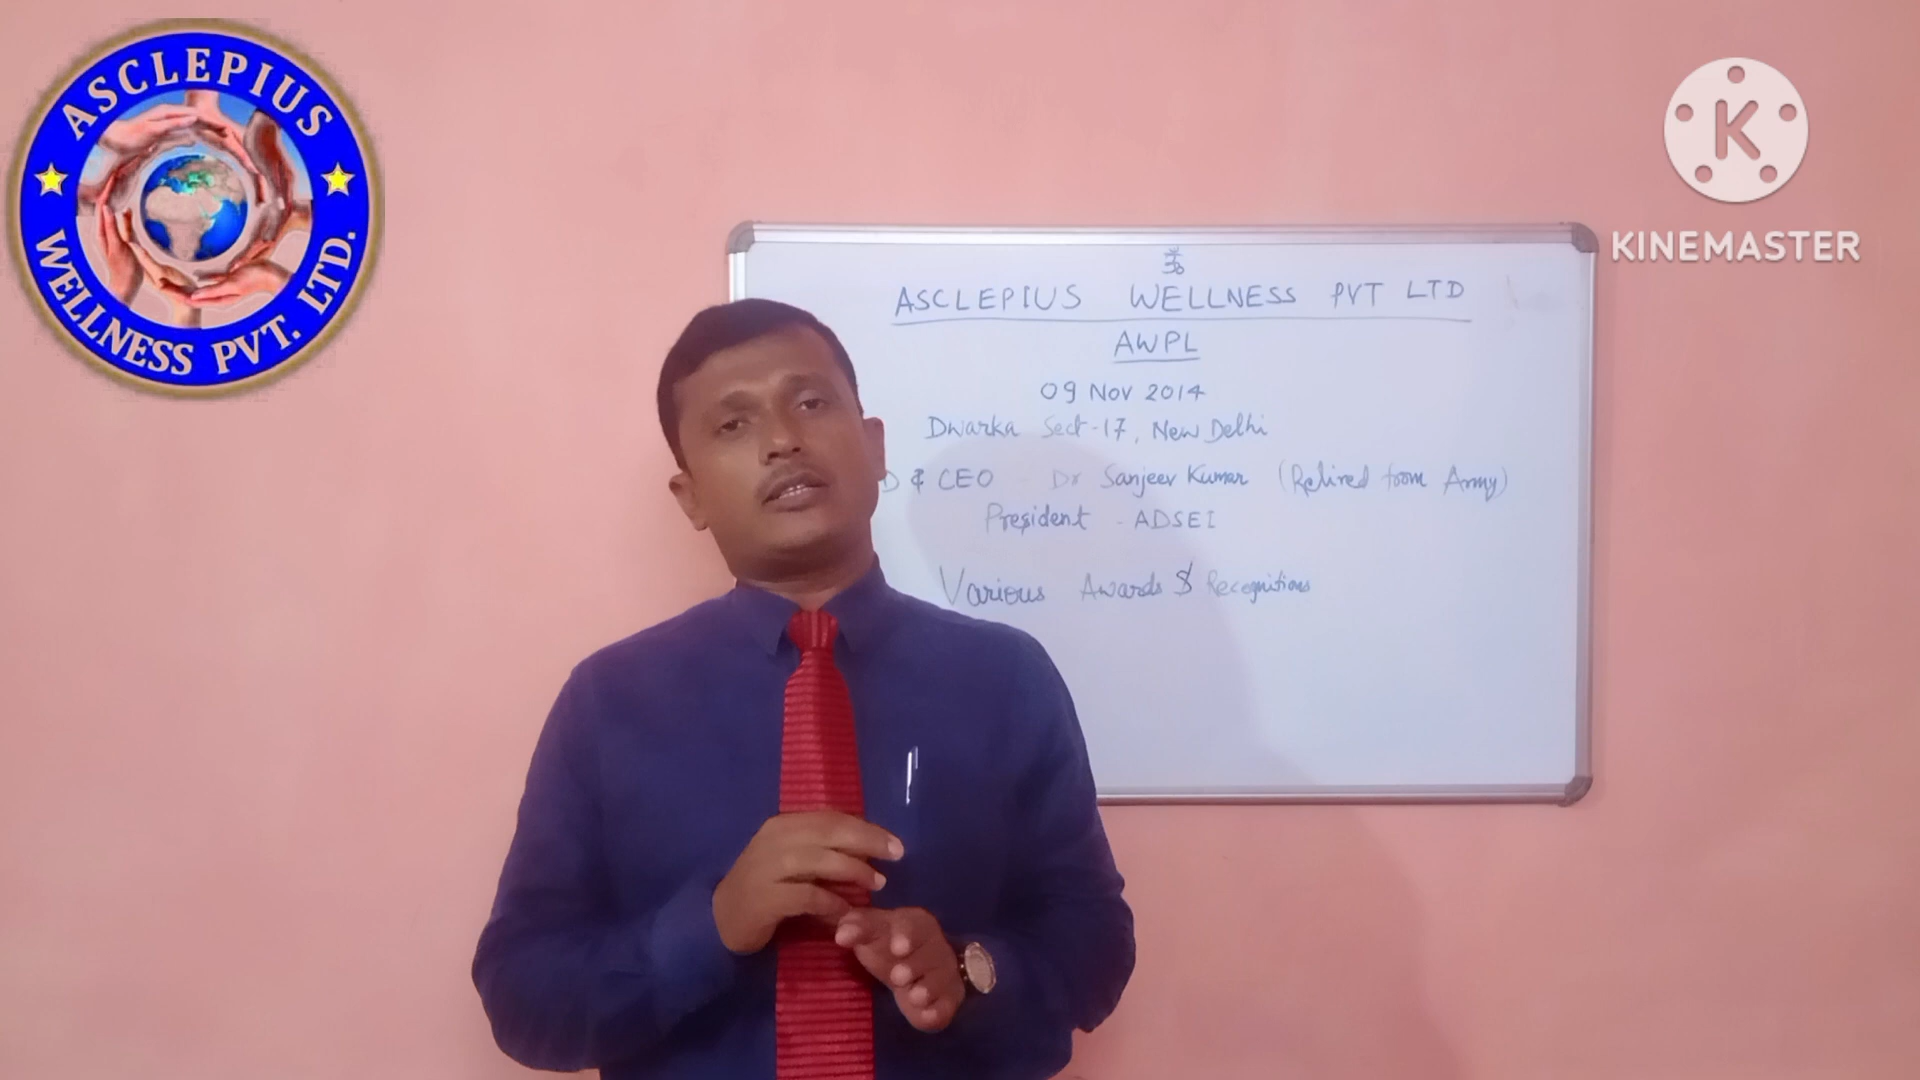 ASCLEPIUS
WELLNESS PVT. LTD.
K
KINEMASTER
ॐ
ASCLEPIUS WELLNESS PVT LTD
AWPL
09 Nov 2014
Dwarka Sect-17, New Delhi
D & CEO - Dr Sanjeev Kumar (Retired from Army)
President - ADSEI
Various Awards & Recognitions